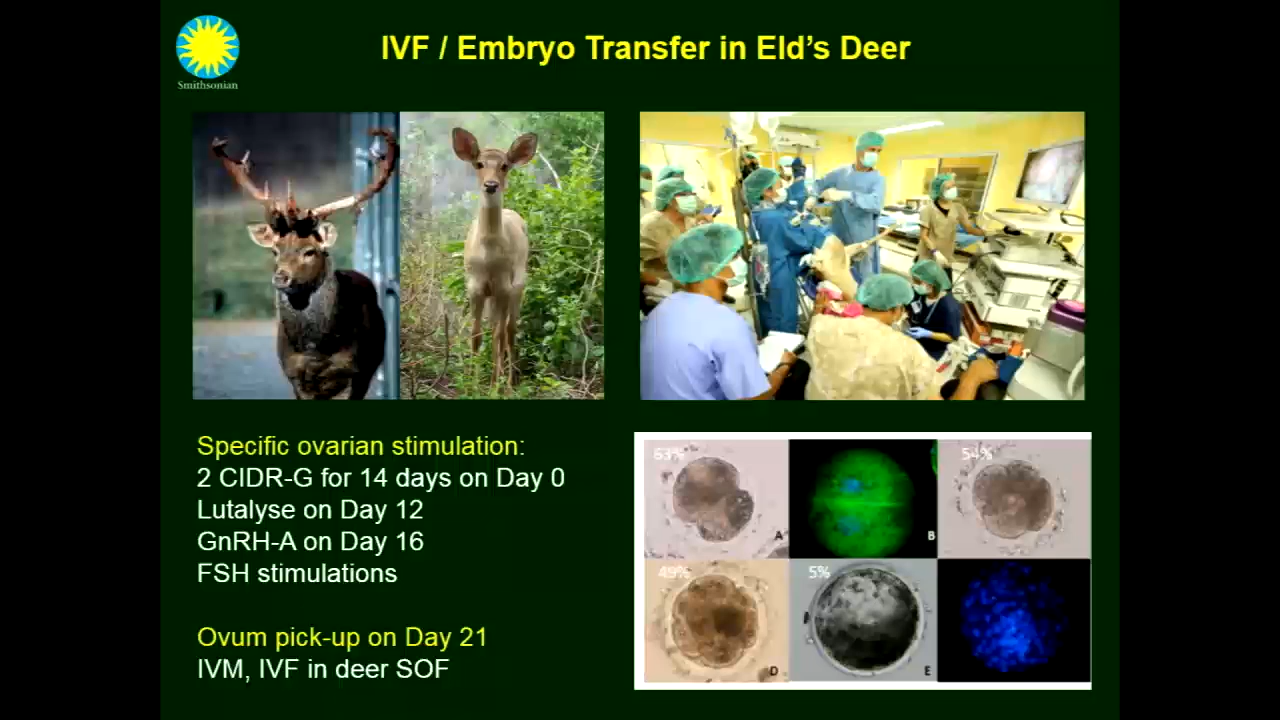 Smithsonian
IVF / Embryo Transfer in Eld's Deer
Specific ovarian stimulation:
2 CIDR-G for 14 days on Day 0
Lutalyse on Day 12
GnRH-A on Day 16
FSH stimulations
Ovum pick-up on Day 21
IVM, IVF in deer SOF
63%
A
B
54%
49%
D
5%
E